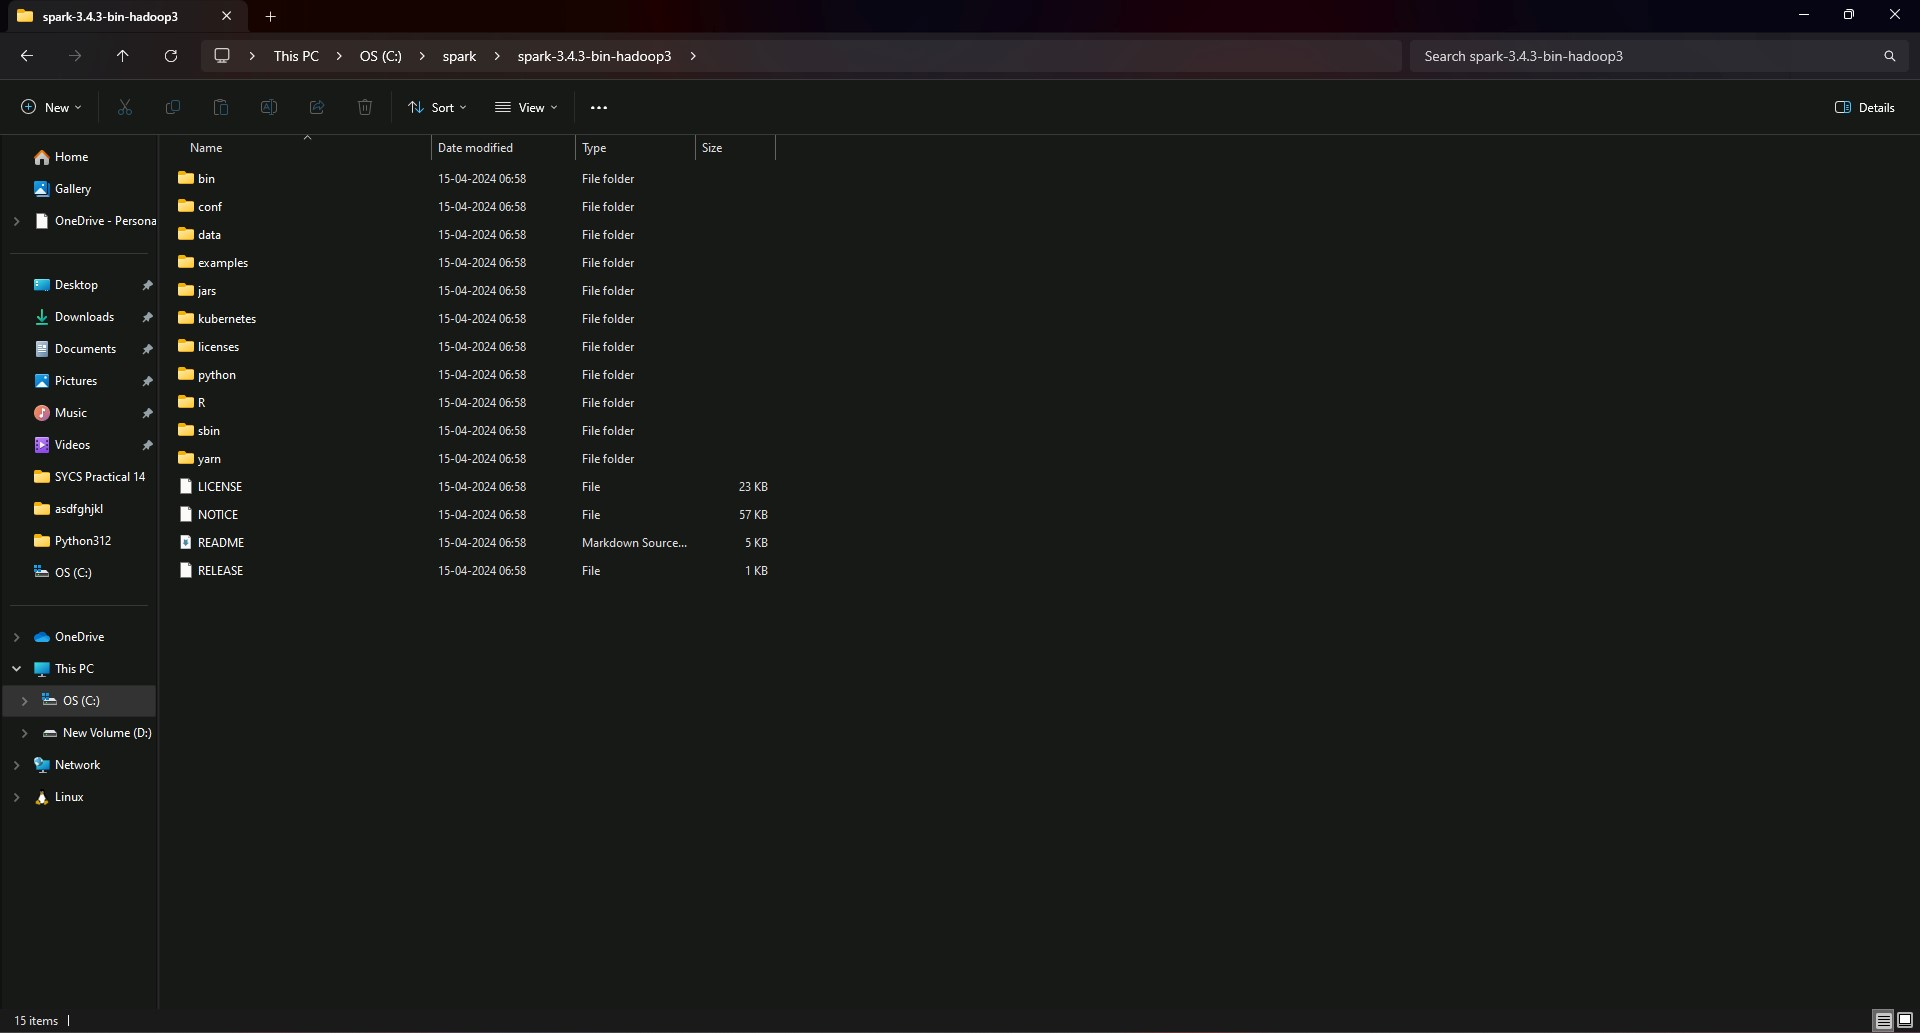 spark-3.4.3-bin-hadoop3
This PC > OS (C:) > spark > spark-3.4.3-bin-hadoop3 >
Search spark-3.4.3-bin-hadoop3
New
Sort
View
Details
Name Date modified Type Size
Home
Gallery
OneDrive - Persona
Desktop
Downloads
Documents
Pictures
Music
Videos
SYCS Practical 14
asdfghjkl
Python312
OS (C:)
OneDrive
This PC
OS (C:)
New Volume (D:)
Network
Linux
bin 15-04-2024 06:58 File folder
conf 15-04-2024 06:58 File folder
data 15-04-2024 06:58 File folder
examples 15-04-2024 06:58 File folder
jars 15-04-2024 06:58 File folder
kubernetes 15-04-2024 06:58 File folder
licenses 15-04-2024 06:58 File folder
python 15-04-2024 06:58 File folder
R 15-04-2024 06:58 File folder
sbin 15-04-2024 06:58 File folder
yarn 15-04-2024 06:58 File folder
LICENSE 15-04-2024 06:58 File 23 KB
NOTICE 15-04-2024 06:58 File 57 KB
README 15-04-2024 06:58 Markdown Source... 5 KB
RELEASE 15-04-2024 06:58 File 1 KB
15 items